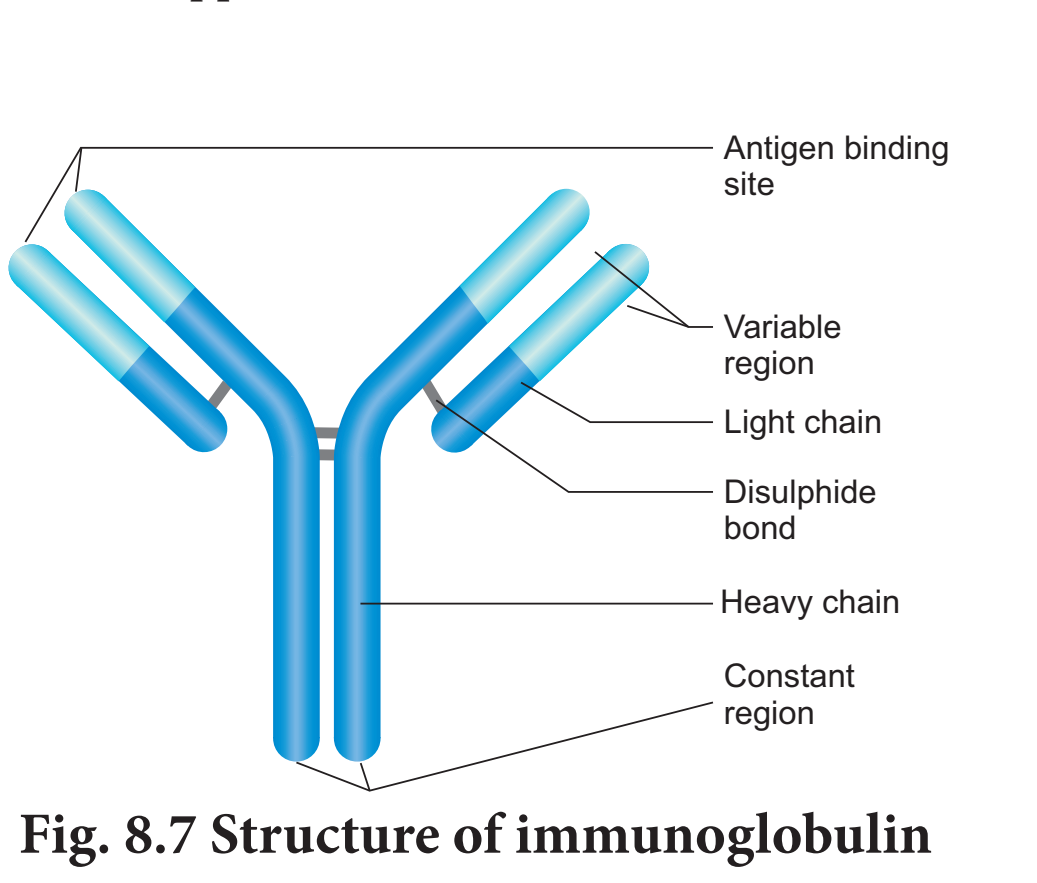 Antigen binding
site
Variable
region
Light chain
Disulphide
bond
Heavy chain
Constant
region
Fig. 8.7 Structure of immunoglobulin